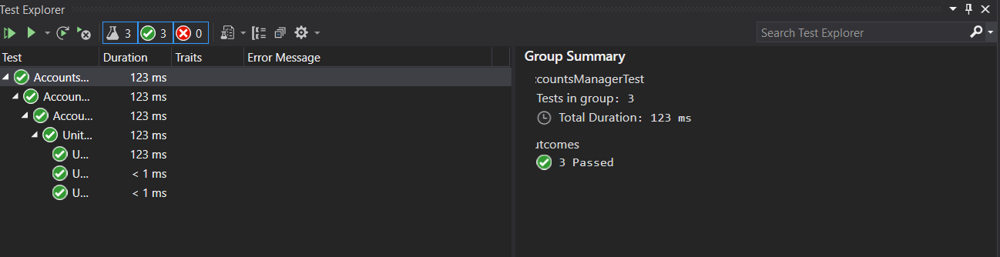 Test Explorer
3 3 0
Search Test Explorer
Test Duration Traits Error Message
Accounts... 123 ms
Accoun... 123 ms
Accou... 123 ms
Unit... 123 ms
U... 123 ms
U... < 1 ms
U... < 1 ms
Group Summary
ccountsManagerTest
Tests in group: 3
Total Duration: 123 ms
utcomes
3 Passed